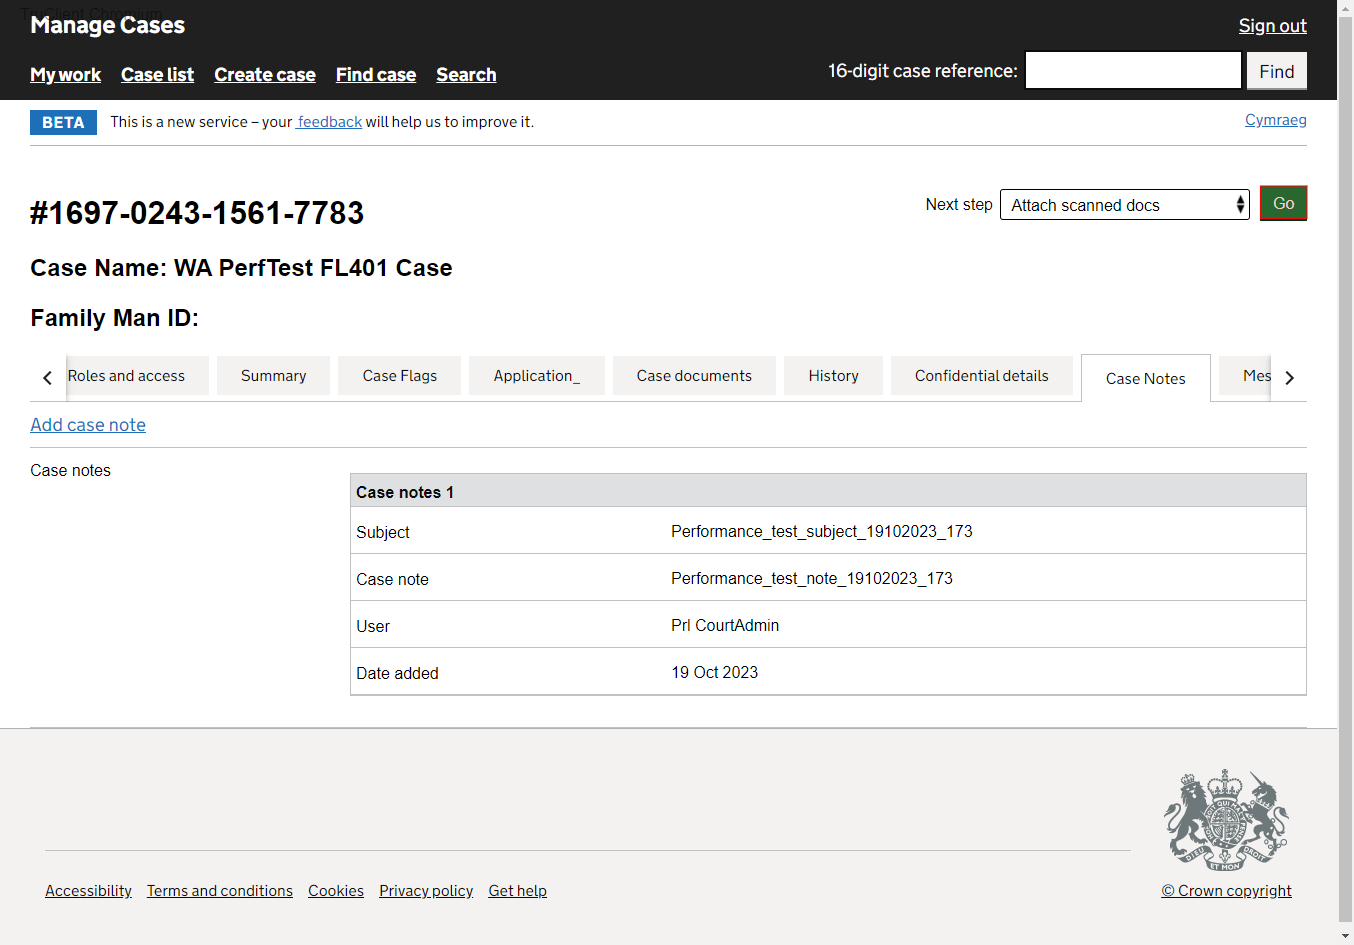 TruClient Chromium
Manage Cases
Sign out
My work Case list Create case Find case Search
16-digit case reference:
Find
BETA This is a new service – your feedback will help us to improve it.
Cymraeg
#1697-0243-1561-7783
Next step Attach scanned docs Go
Case Name: WA PerfTest FL401 Case
Family Man ID:
Roles and access Summary Case Flags Application_ Case documents History Confidential details Case Notes Mes
Add case note
Case notes
Case notes 1
Subject Performance_test_subject_19102023_173
Case note Performance_test_note_19102023_173
User Prl CourtAdmin
Date added 19 Oct 2023
DIEU ET MON DROIT
Accessibility Terms and conditions Cookies Privacy policy Get help
© Crown copyright